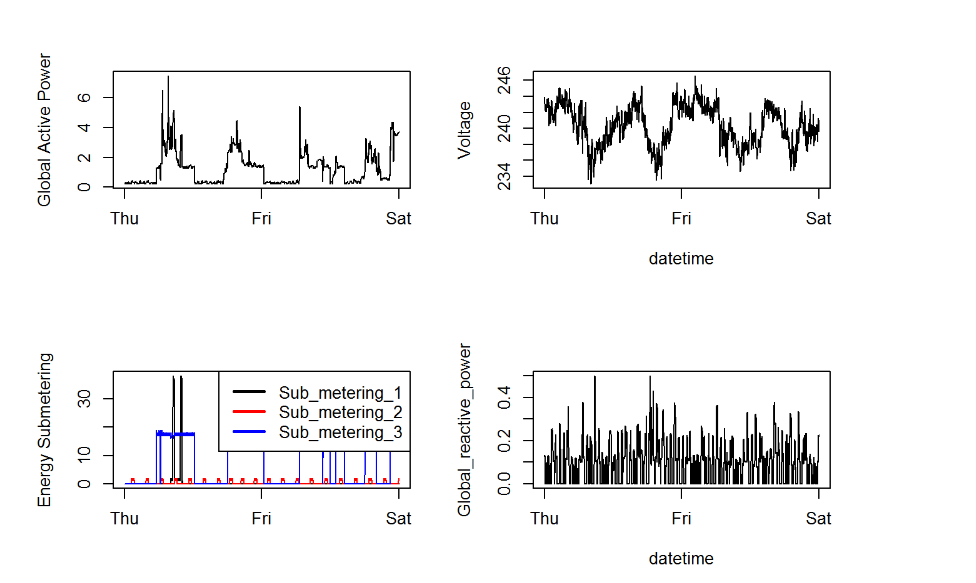 Global Active Power
6
4
2
0
Thu Fri Sat
Voltage
246
240
234
Thu Fri Sat
datetime
Energy Submetering
30
10
0
Sub_metering_1
Sub_metering_2
Sub_metering_3
Thu Fri Sat
Global_reactive_power
0.4
0.2
0.0
Thu Fri Sat
datetime